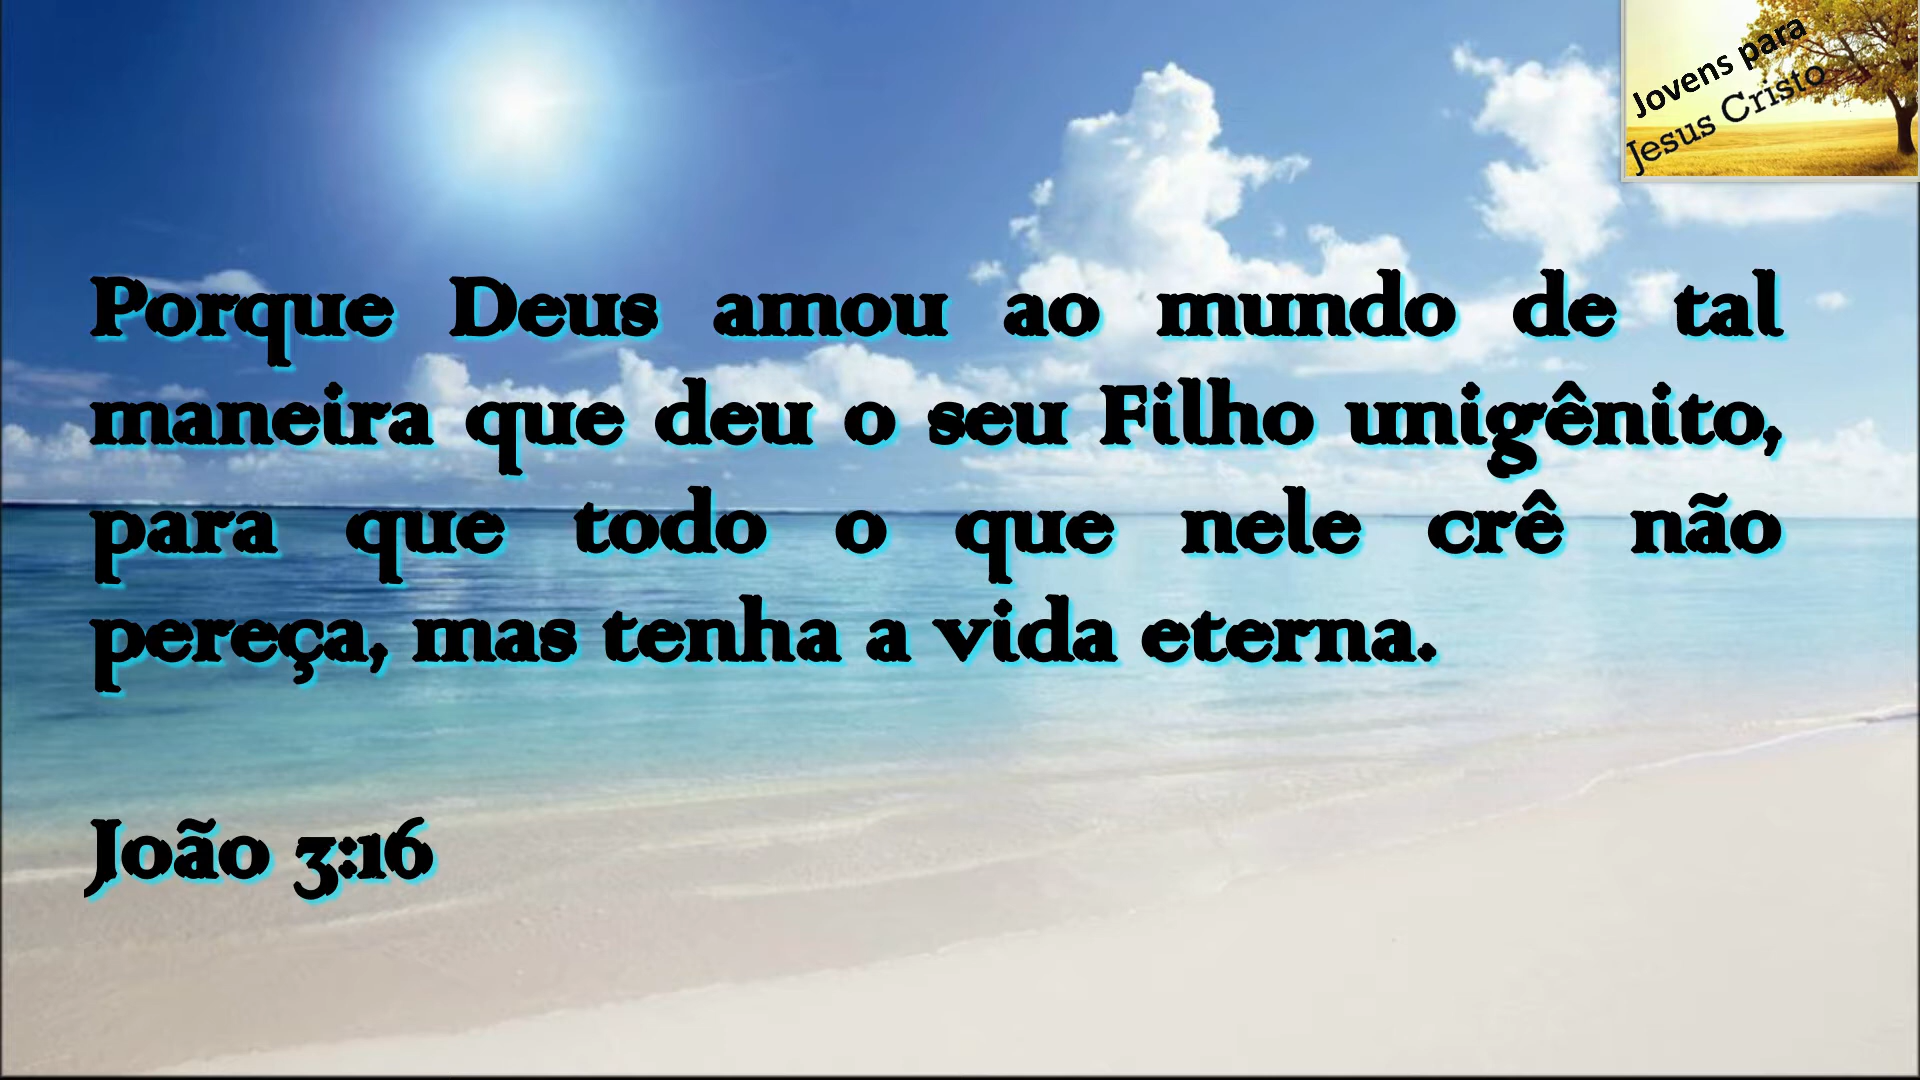 Jovens para
Jesus Cristo
Porque Deus amou ao mundo de tal
maneira que deu o seu Filho unigênito,
para que todo o que nele crê não
pereça, mas tenha a vida eterna.
João 3:16